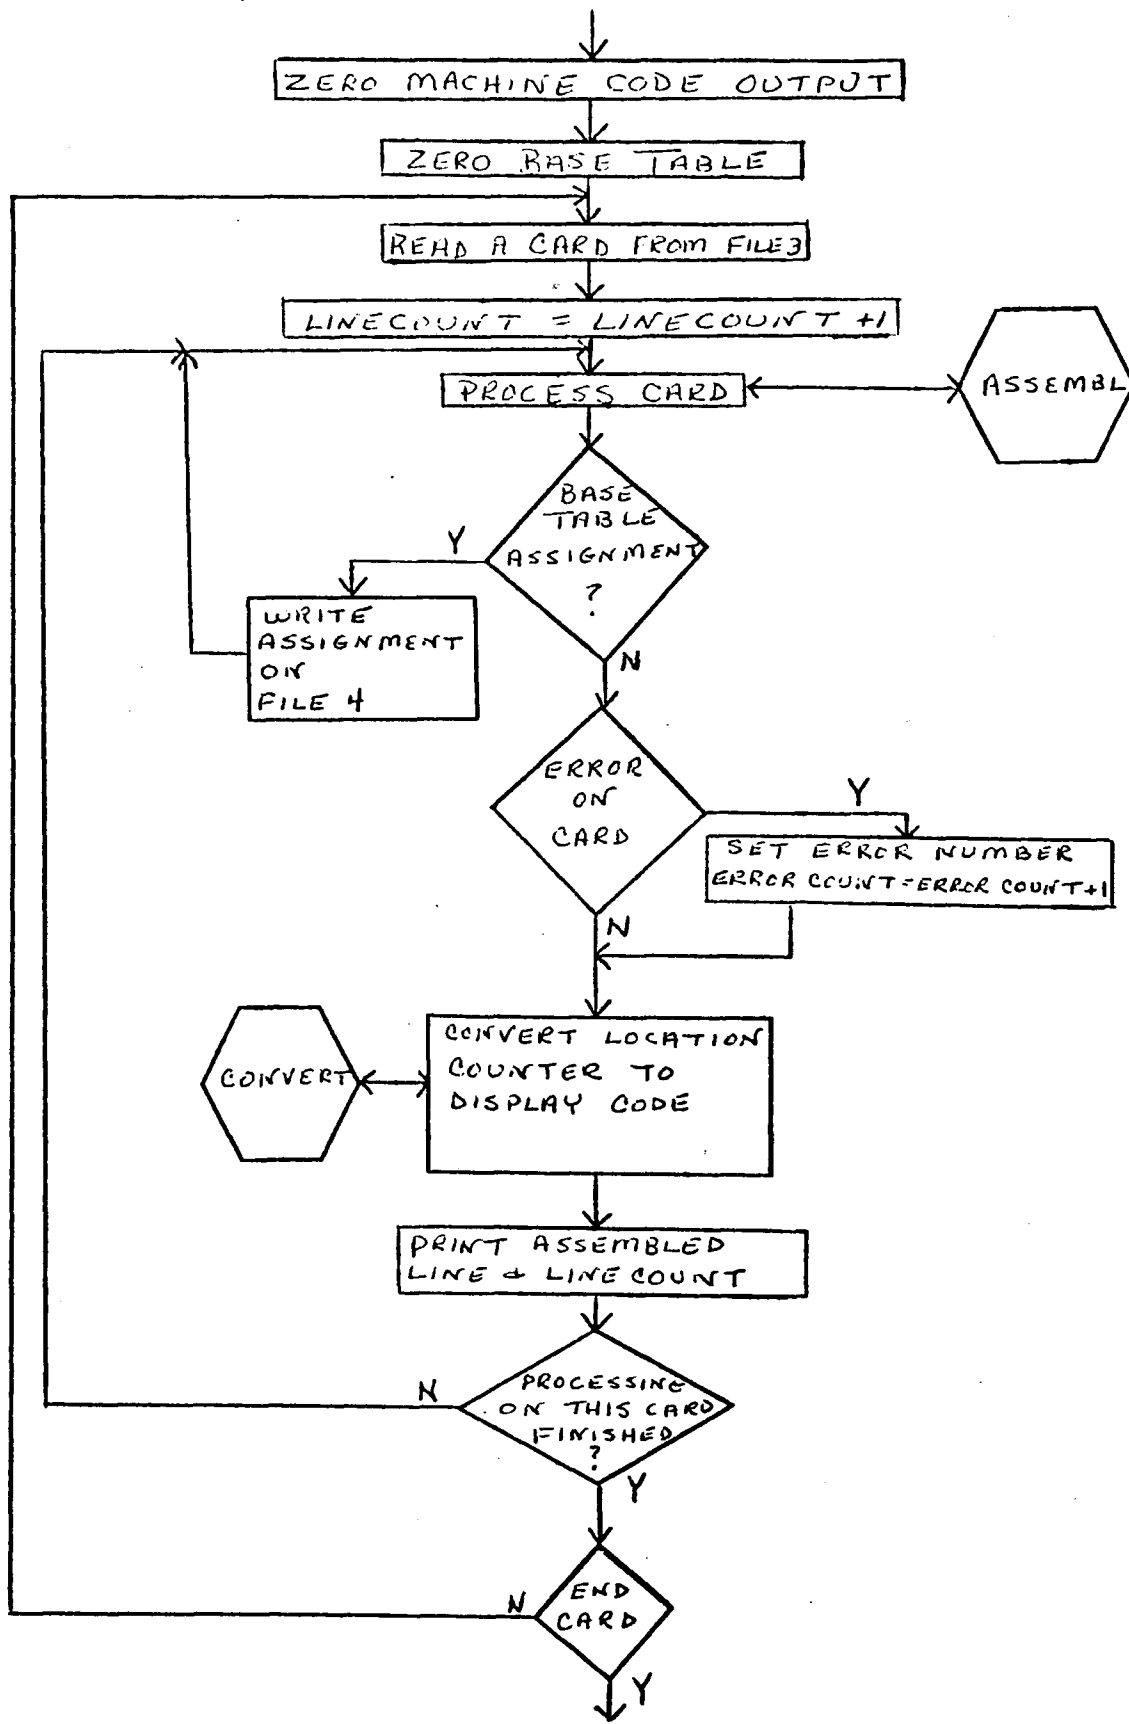 ZERO MACHINE CODE OUTPUT
ZERO BASE TABLE
READ A CARD FROM FILE 3
LINECOUNT = LINECOUNT +1
PROCESS CARD
ASSEMBL
BASE
TABLE
ASSIGNMENT
?
Y
WRITE
ASSIGNMENT
ON
FILE 4
N
ERROR
ON
CARD
Y
SET ERROR NUMBER
ERROR COUNT=ERROR COUNT+1
N
CONVERT LOCATION
COUNTER TO
DISPLAY CODE
CONVERT
PRINT ASSEMBLED
LINE & LINE COUNT
PROCESSING
ON THIS CARD
FINISHED
?
N
Y
END
CARD
N
Y